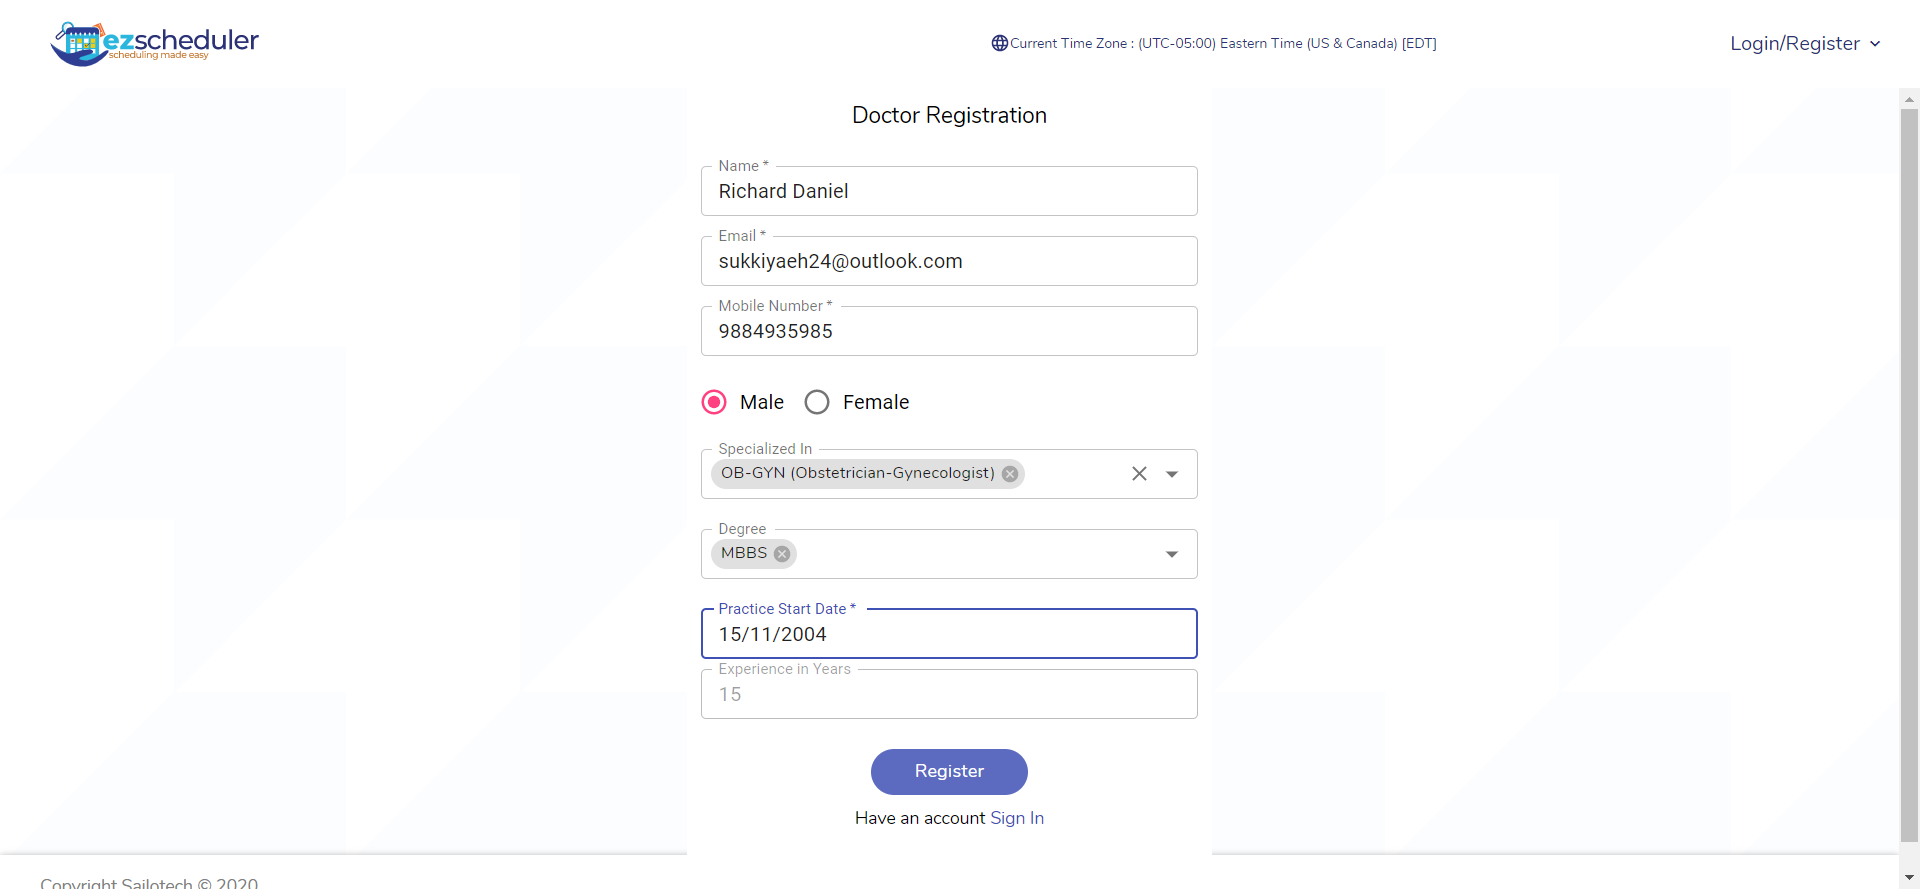 ezscheduler
scheduling made easy
Current Time Zone : (UTC-05:00) Eastern Time (US & Canada) [EDT]
Login/Register
Doctor Registration
Name *
Richard Daniel
Email *
sukkiyaeh24@outlook.com
Mobile Number *
9884935985
Male Female
Specialized In
OB-GYN (Obstetrician-Gynecologist)
Degree
MBBS
Practice Start Date *
15/11/2004
Experience in Years
15
Register
Have an account Sign In
Copyright Sailotech © 2020